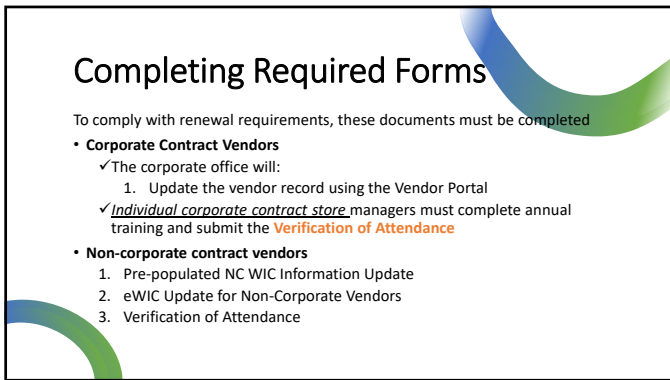 Completing Required Forms
To comply with renewal requirements, these documents must be completed
• Corporate Contract Vendors
✓The corporate office will:
1. Update the vendor record using the Vendor Portal
✓Individual corporate contract store managers must complete annual
training and submit the Verification of Attendance
• Non-corporate contract vendors
1. Pre-populated NC WIC Information Update
2. eWIC Update for Non-Corporate Vendors
3. Verification of Attendance